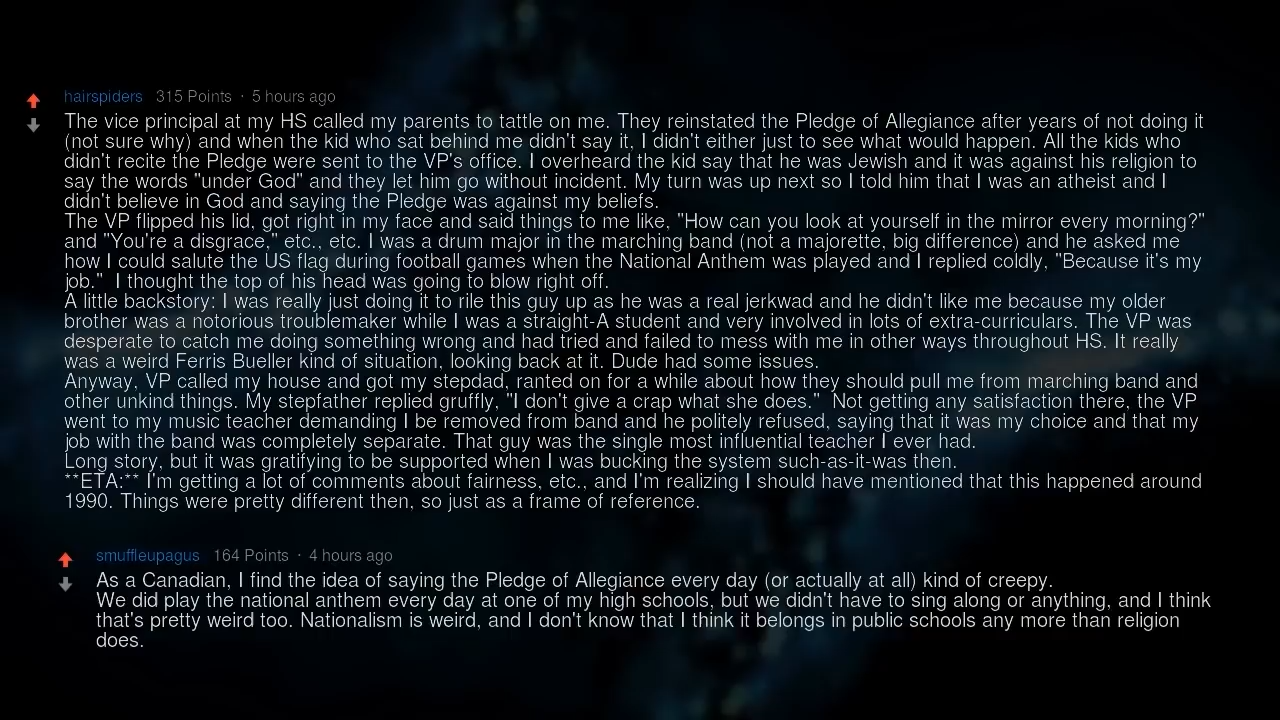 hairspiders 315 Points · 5 hours ago
The vice principal at my HS called my parents to tattle on me. They reinstated the Pledge of Allegiance after years of not doing it
(not sure why) and when the kid who sat behind me didn't say it, I didn't either just to see what would happen. All the kids who
didn't recite the Pledge were sent to the VP's office. I overheard the kid say that he was Jewish and it was against his religion to
say the words "under God" and they let him go without incident. My turn was up next so I told him that I was an atheist and I
didn't believe in God and saying the Pledge was against my beliefs.
The VP flipped his lid, got right in my face and said things to me like, "How can you look at yourself in the mirror every morning?"
and "You're a disgrace," etc., etc. I was a drum major in the marching band (not a majorette, big difference) and he asked me
how I could salute the US flag during football games when the National Anthem was played and I replied coldly, "Because it's my
job."  I thought the top of his head was going to blow right off.
A little backstory: I was really just doing it to rile this guy up as he was a real jerkwad and he didn't like me because my older
brother was a notorious troublemaker while I was a straight-A student and very involved in lots of extra-curriculars. The VP was
desperate to catch me doing something wrong and had tried and failed to mess with me in other ways throughout HS. It really
was a weird Ferris Bueller kind of situation, looking back at it. Dude had some issues.
Anyway, VP called my house and got my stepdad, ranted on for a while about how they should pull me from marching band and
other unkind things. My stepfather replied gruffly, "I don't give a crap what she does."  Not getting any satisfaction there, the VP
went to my music teacher demanding I be removed from band and he politely refused, saying that it was my choice and that my
job with the band was completely separate. That guy was the single most influential teacher I ever had.
Long story, but it was gratifying to be supported when I was bucking the system such-as-it-was then.
**ETA:** I'm getting a lot of comments about fairness, etc., and I'm realizing I should have mentioned that this happened around
1990. Things were pretty different then, so just as a frame of reference.
smuffleupagus 164 Points · 4 hours ago
As a Canadian, I find the idea of saying the Pledge of Allegiance every day (or actually at all) kind of creepy.
We did play the national anthem every day at one of my high schools, but we didn't have to sing along or anything, and I think
that's pretty weird too. Nationalism is weird, and I don't know that I think it belongs in public schools any more than religion
does.